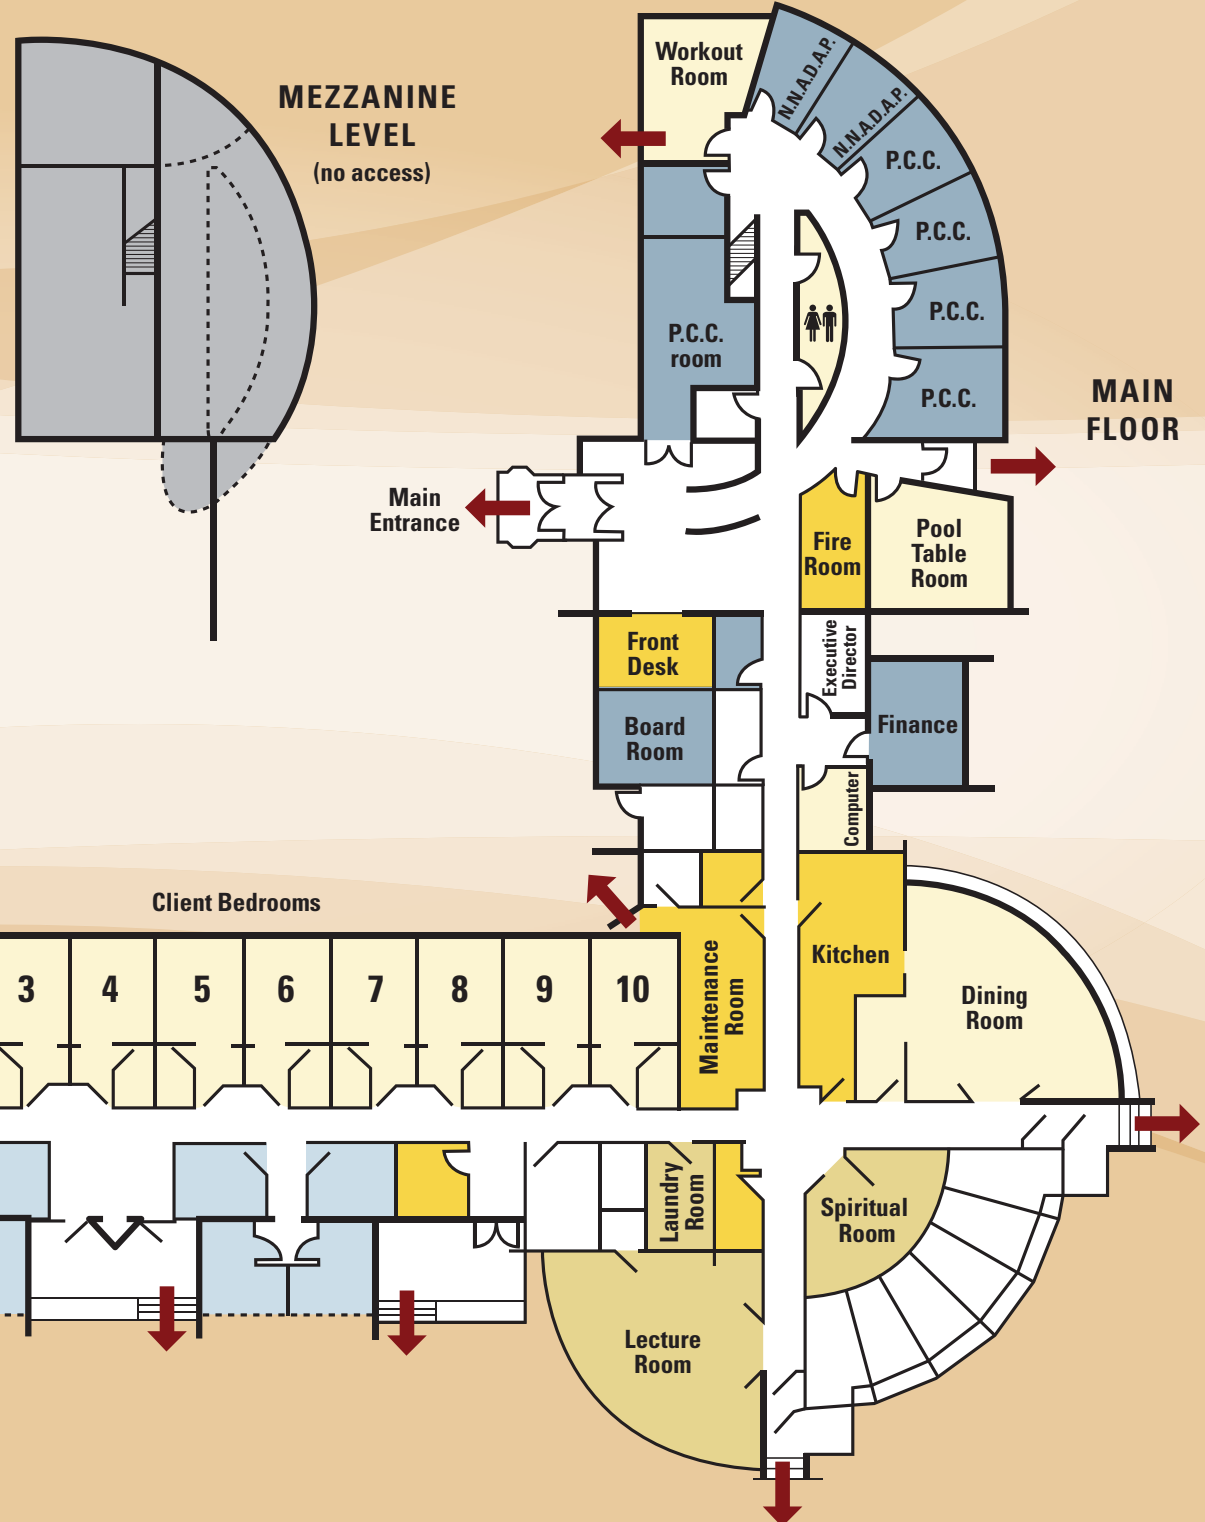 MEZZANINE
LEVEL
(no access)
Workout
Room
N.N.A.D.A.P.
N.N.A.D.A.P.
P.C.C.
P.C.C.
P.C.C.
P.C.C.
P.C.C.
room
MAIN
FLOOR
Main
Entrance
Fire
Room
Pool
Table
Room
Front
Desk
Executive
Director
Board
Room
Finance
Computer
Client Bedrooms
3
4
5
6
7
8
9
10
Maintenance
Room
Kitchen
Dining
Room
Laundry
Room
Spiritual
Room
Lecture
Room